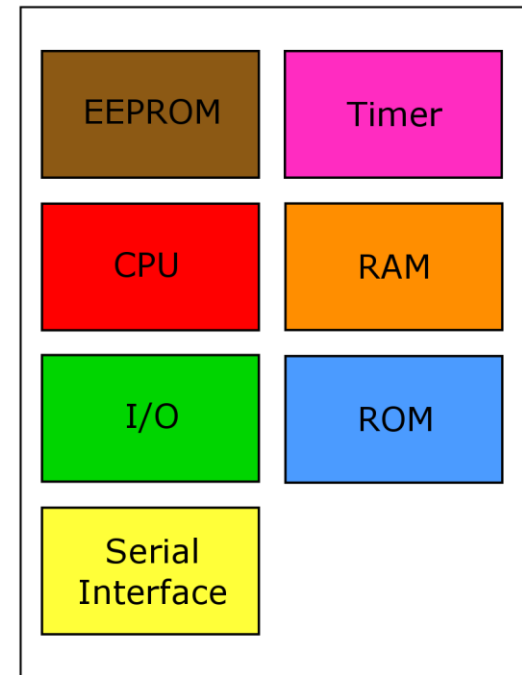 EEPROM
Timer
CPU
RAM
I/O
ROM
Serial
Interface